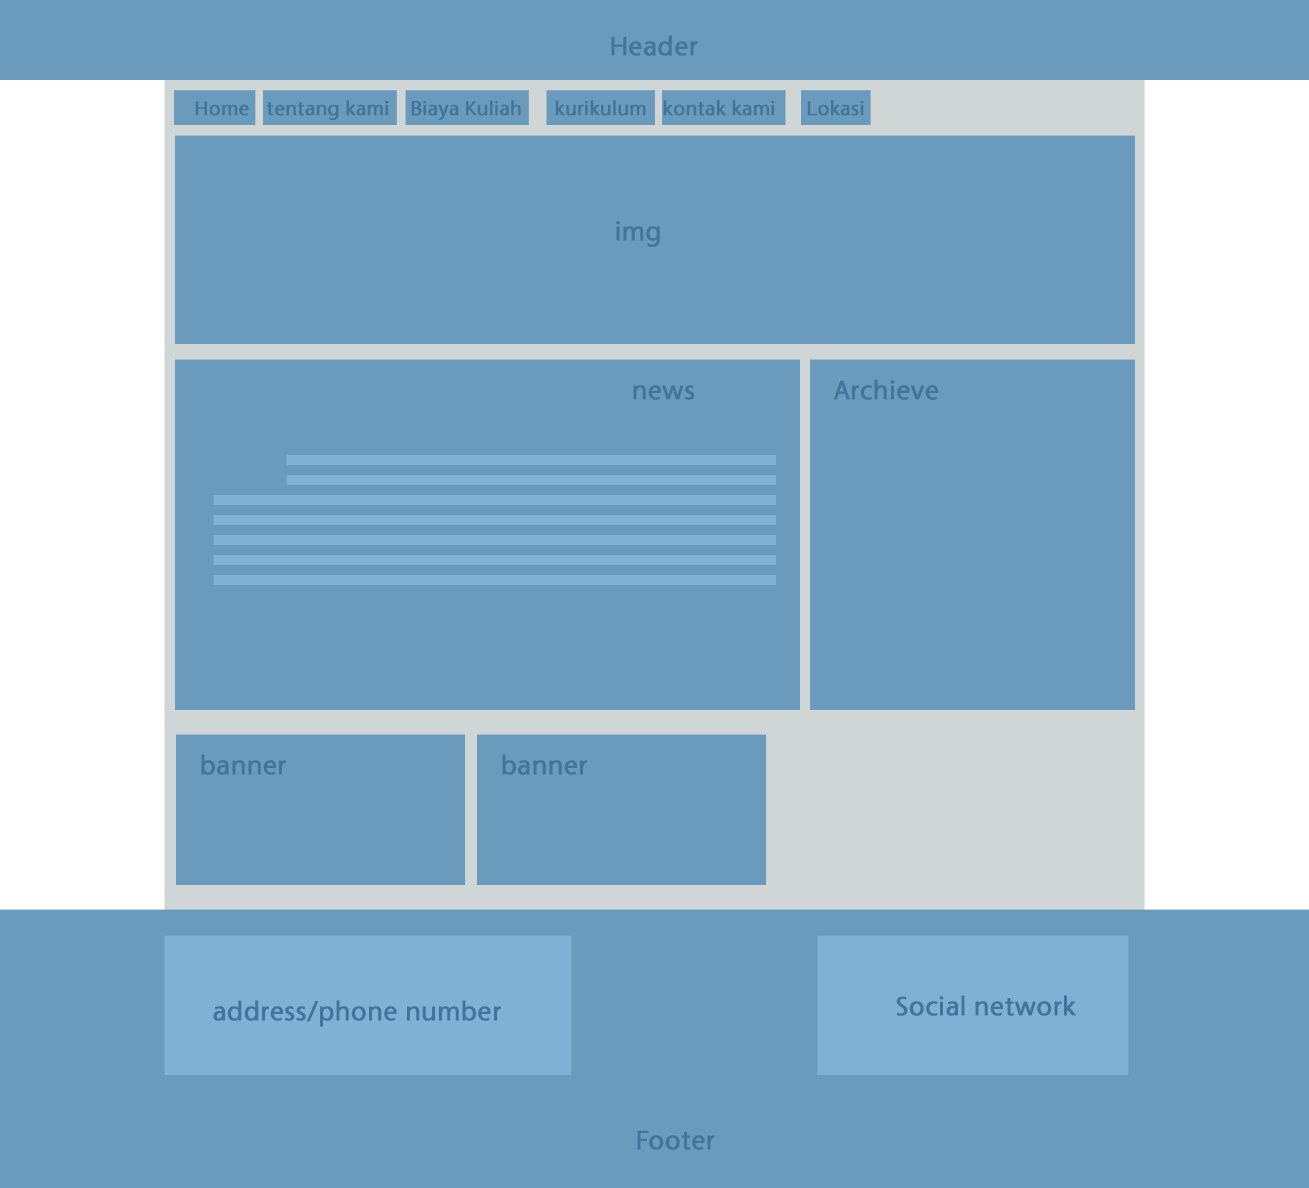 Header
Home tentang kami Biaya Kuliah kurikulum kontak kami Lokasi
img
news
Archieve
banner banner
address/phone number
Social network
Footer